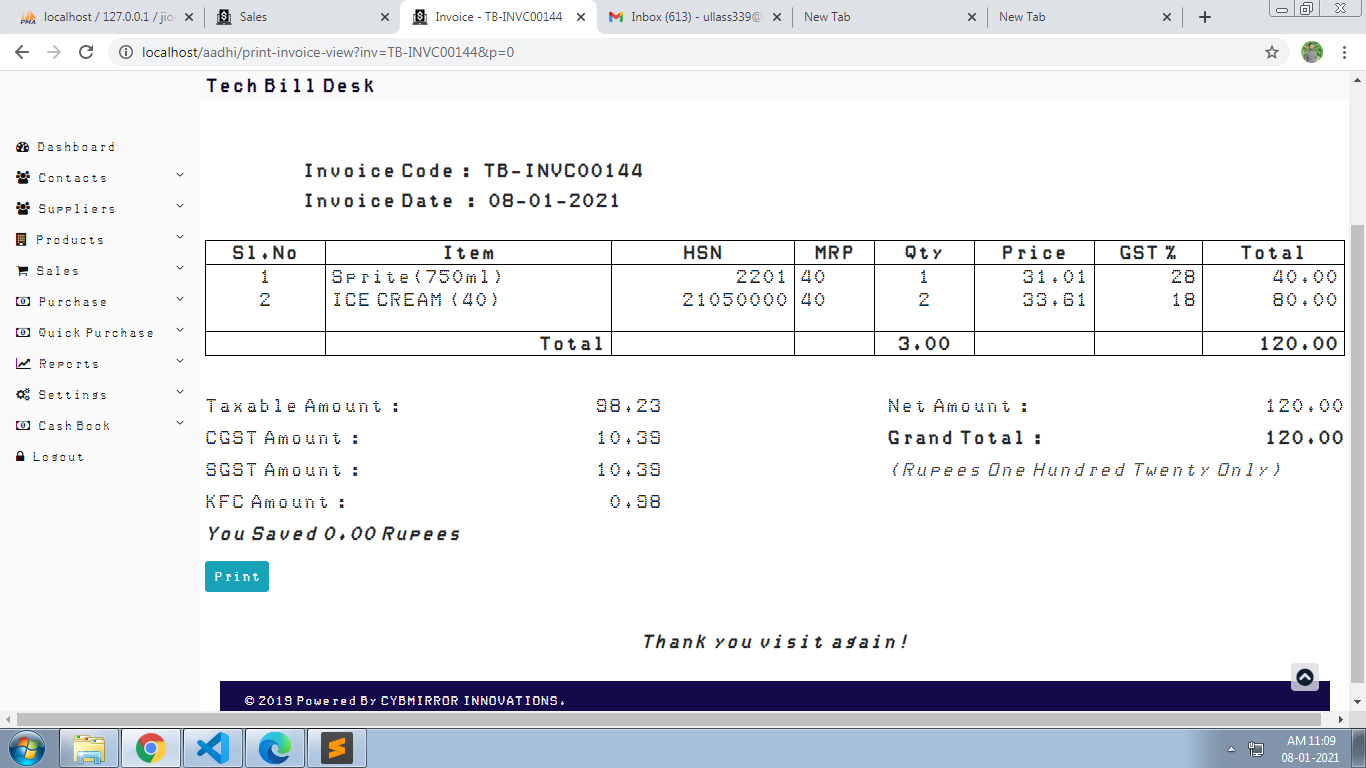 localhost / 127.0.0.1 / jio
Sales
Invoice - TB-INVC00144
Inbox (613) - ullass339@
New Tab
New Tab
localhost/aadhi/print-invoice-view?inv=TB-INVC00144&p=0
Tech Bill Desk
Dashboard
Contacts
Suppliers
Products
Sales
Purchase
Quick Purchase
Reports
Settings
Cash Book
Logout
Invoice Code : TB-INVC00144
Invoice Date : 08-01-2021
Sl.No Item HSN MRP Qty Price GST % Total
1 Sprite(750ml) 2201 40 1 31.01 28 40.00
2 ICE CREAM (40) 21050000 40 2 33.61 18 80.00
Total 3.00 120.00
Taxable Amount : 98.23 Net Amount : 120.00
CGST Amount : 10.39 Grand Total : 120.00
SGST Amount : 10.39 (Rupees One Hundred Twenty Only)
KFC Amount : 0.98
You Saved 0.00 Rupees
Print
Thank you visit again!
© 2019 Powered By CYBMIRROR INNOVATIONS.
AM 11:09
08-01-2021